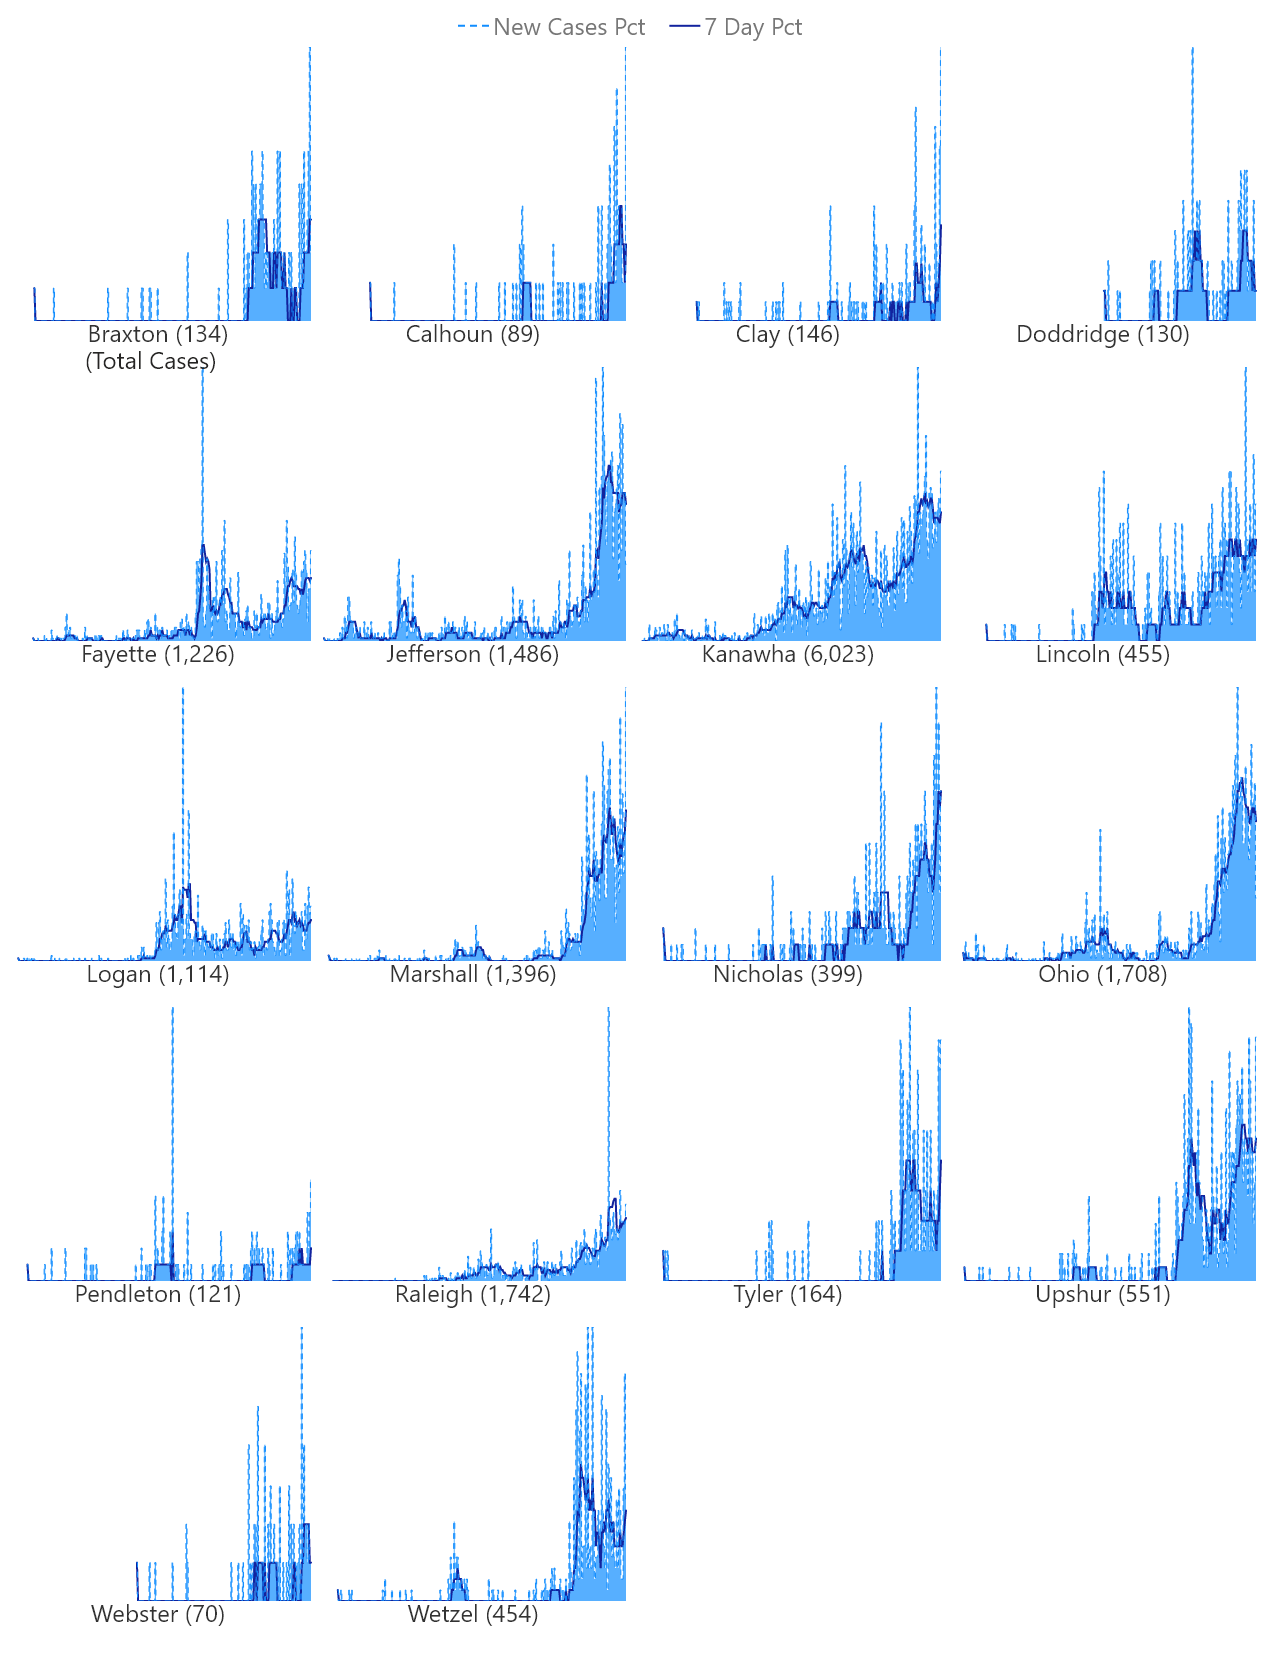 New Cases Pct 7 Day Pct
Braxton (134) Calhoun (89) Clay (146) Doddridge (130)
(Total Cases)
Fayette (1,226) Jefferson (1,486) Kanawha (6,023) Lincoln (455)
Logan (1,114) Marshall (1,396) Nicholas (399) Ohio (1,708)
Pendleton (121) Raleigh (1,742) Tyler (164) Upshur (551)
Webster (70) Wetzel (454)